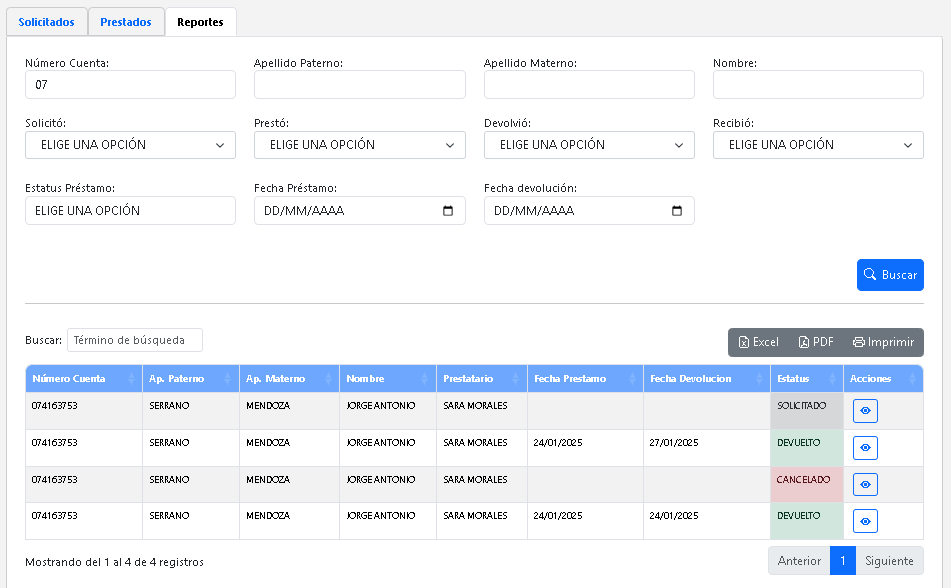 Solicitados Prestados Reportes
Número Cuenta: Apellido Paterno: Apellido Materno: Nombre:
07
Solicitó: Prestó: Devolvió: Recibió:
ELIGE UNA OPCIÓN ELIGE UNA OPCIÓN ELIGE UNA OPCIÓN ELIGE UNA OPCIÓN
Estatus Préstamo: Fecha Préstamo: Fecha devolución:
ELIGE UNA OPCIÓN DD/MM/AAAA DD/MM/AAAA
Buscar
Buscar: Término de búsqueda Excel PDF Imprimir
Número Cuenta Ap. Paterno Ap. Materno Nombre Prestatario Fecha Prestamo Fecha Devolucion Estatus Acciones
074163753 SERRANO MENDOZA JORGE ANTONIO SARA MORALES SOLICITADO
074163753 SERRANO MENDOZA JORGE ANTONIO SARA MORALES 24/01/2025 27/01/2025 DEVUELTO
074163753 SERRANO MENDOZA JORGE ANTONIO SARA MORALES CANCELADO
074163753 SERRANO MENDOZA JORGE ANTONIO SARA MORALES 24/01/2025 24/01/2025 DEVUELTO
Mostrando del 1 al 4 de 4 registros Anterior 1 Siguiente